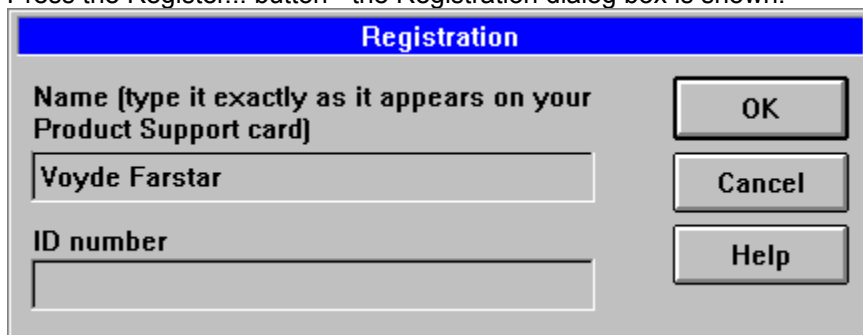 Press the Register... button - the Registration dialog box is shown.
Registration
Name (type it exactly as it appears on your
Product Support card)
OK
Voyde Farstar
Cancel
ID number
Help